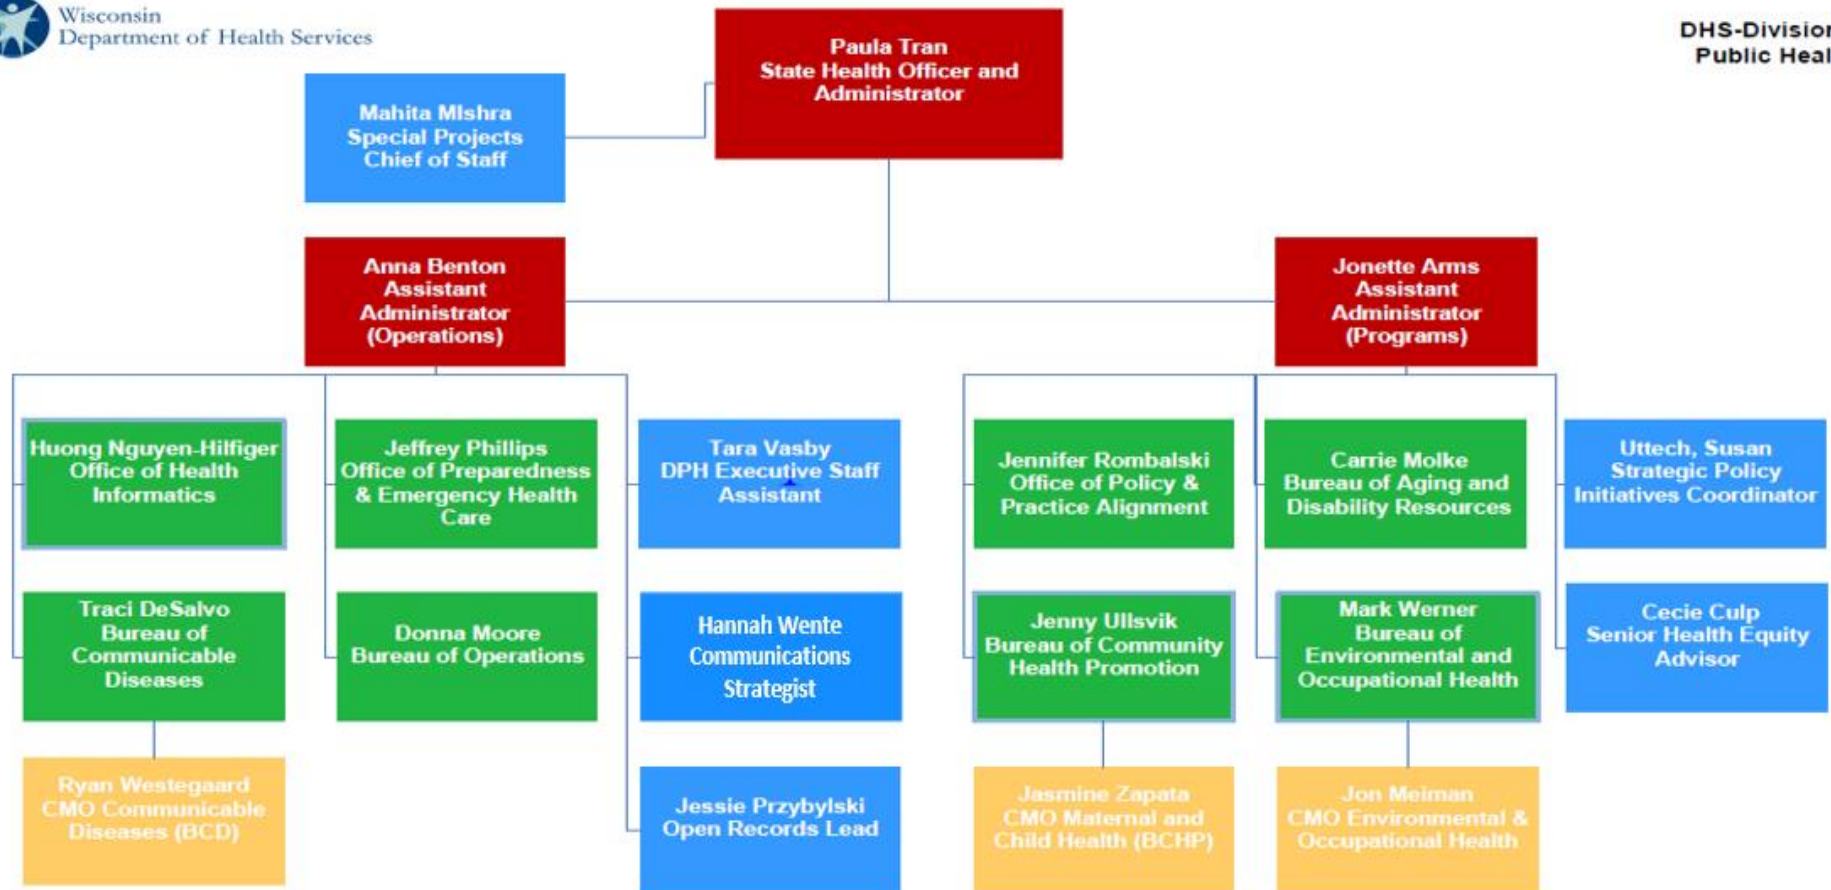 Wisconsin
Department of Health Services
DHS-Division
Public Heal
Paula Tran
State Health Officer and
Administrator
Mahita MIshra
Special Projects
Chief of Staff
Anna Benton
Assistant
Administrator
(Operations)
Jonette Arms
Assistant
Administrator
(Programs)
Huong Nguyen-Hilfiger
Office of Health
Informatics
Jeffrey Phillips
Office of Preparedness
& Emergency Health
Care
Tara Vasby
DPH Executive Staff
Assistant
Jennifer Rombalski
Office of Policy &
Practice Alignment
Carrie Molke
Bureau of Aging and
Disability Resources
Uttech, Susan
Strategic Policy
Initiatives Coordinator
Traci DeSalvo
Bureau of
Communicable
Diseases
Donna Moore
Bureau of Operations
Hannah Wente
Communications
Strategist
Jenny Ullsvik
Bureau of Community
Health Promotion
Mark Werner
Bureau of
Environmental and
Occupational Health
Cecie Culp
Senior Health Equity
Advisor
Ryan Westegaard
CMO Communicable
Diseases (BCD)
Jessie Przybylski
Open Records Lead
Jasmine Zapata
CMO Maternal and
Child Health (BCHP)
Jon Meiman
CMO Environmental &
Occupational Health